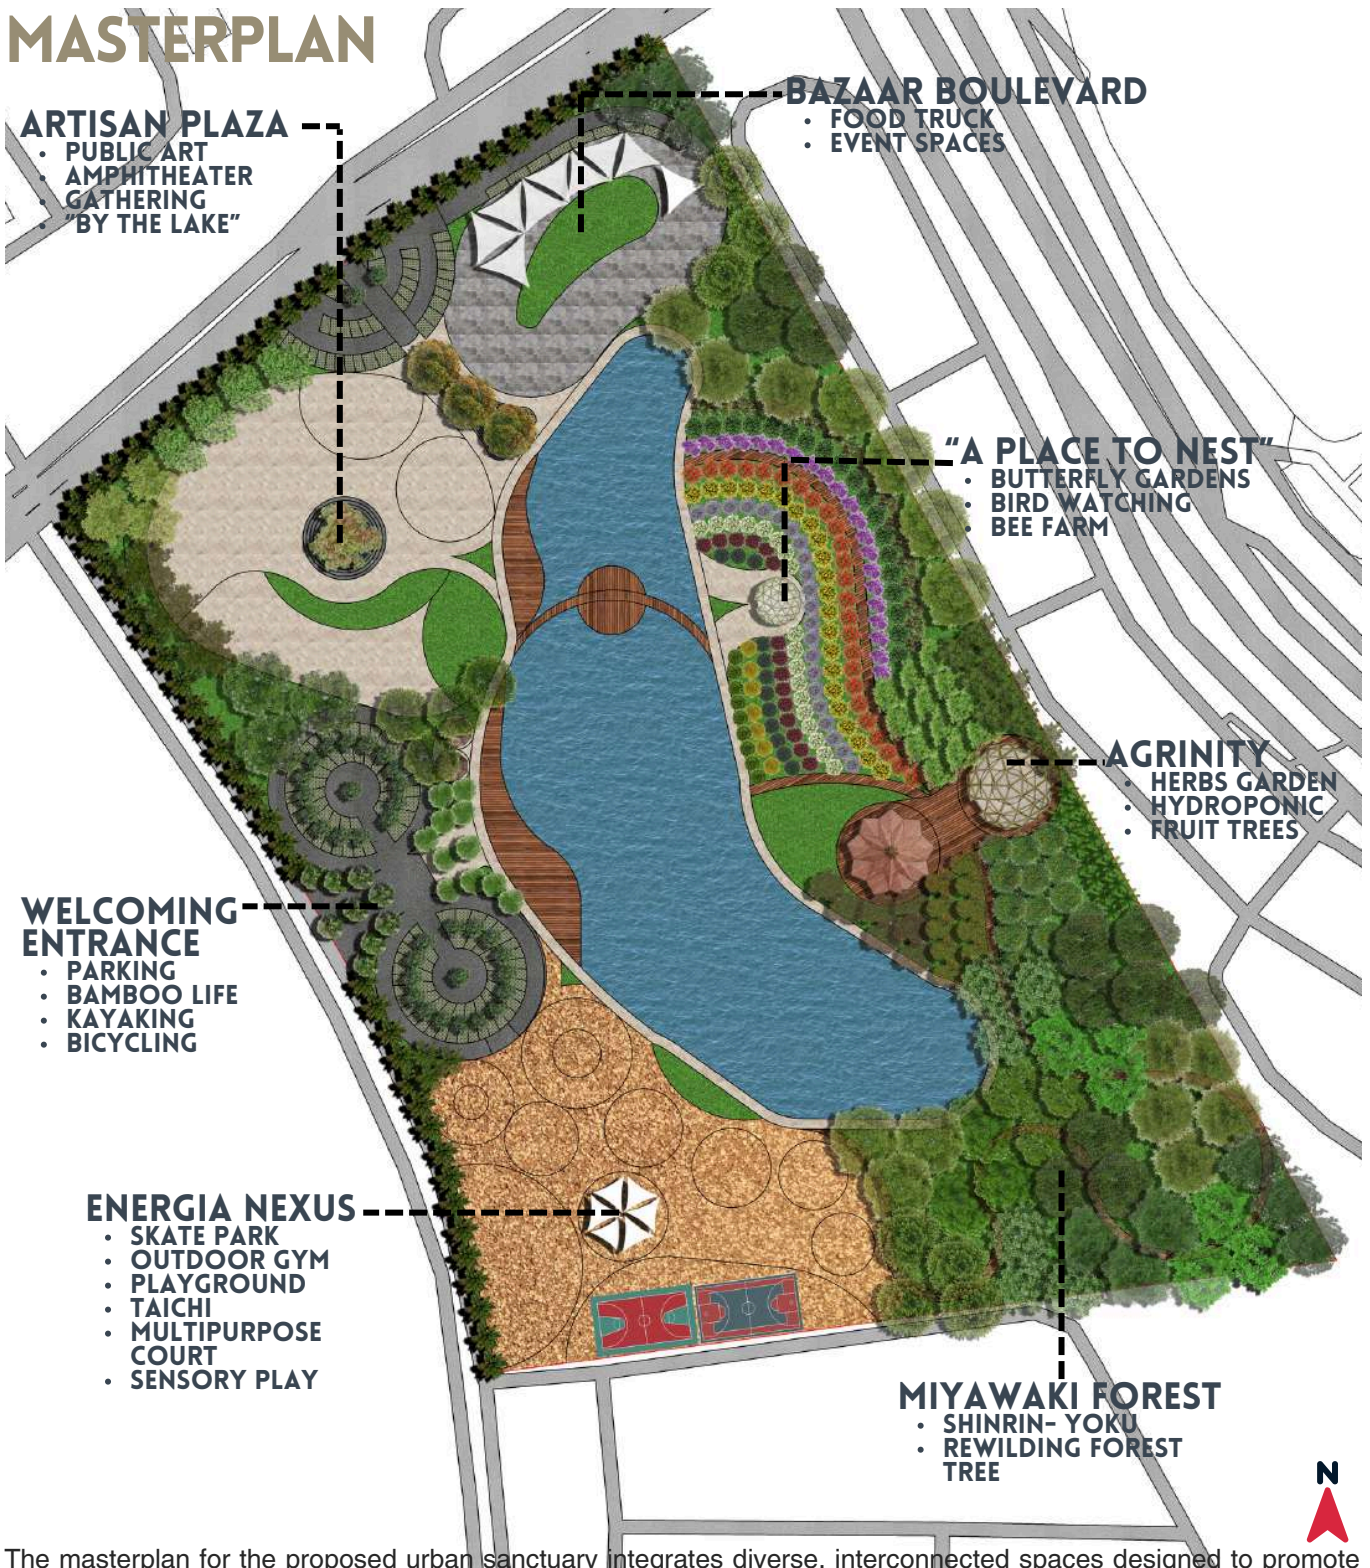 MASTERPLAN
ARTISAN PLAZA
• PUBLIC ART
• AMPHITHEATER
• GATHERING
• "BY THE LAKE"
BAZAAR BOULEVARD
• FOOD TRUCK
• EVENT SPACES
"A PLACE TO NEST"
• BUTTERFLY GARDENS
• BIRD WATCHING
• BEE FARM
AGRINITY
• HERBS GARDEN
• HYDROPONIC
• FRUIT TREES
WELCOMING
ENTRANCE
• PARKING
• BAMBOO LIFE
• KAYAKING
• BICYCLING
ENERGIA NEXUS
• SKATE PARK
• OUTDOOR GYM
• PLAYGROUND
• TAICHI
• MULTIPURPOSE
COURT
• SENSORY PLAY
MIYAWAKI FOREST
• SHINRIN- YOKU
• REWILDING FOREST
TREE
N
The masterplan for the proposed urban sanctuary integrates diverse, interconnected spaces designed to promote